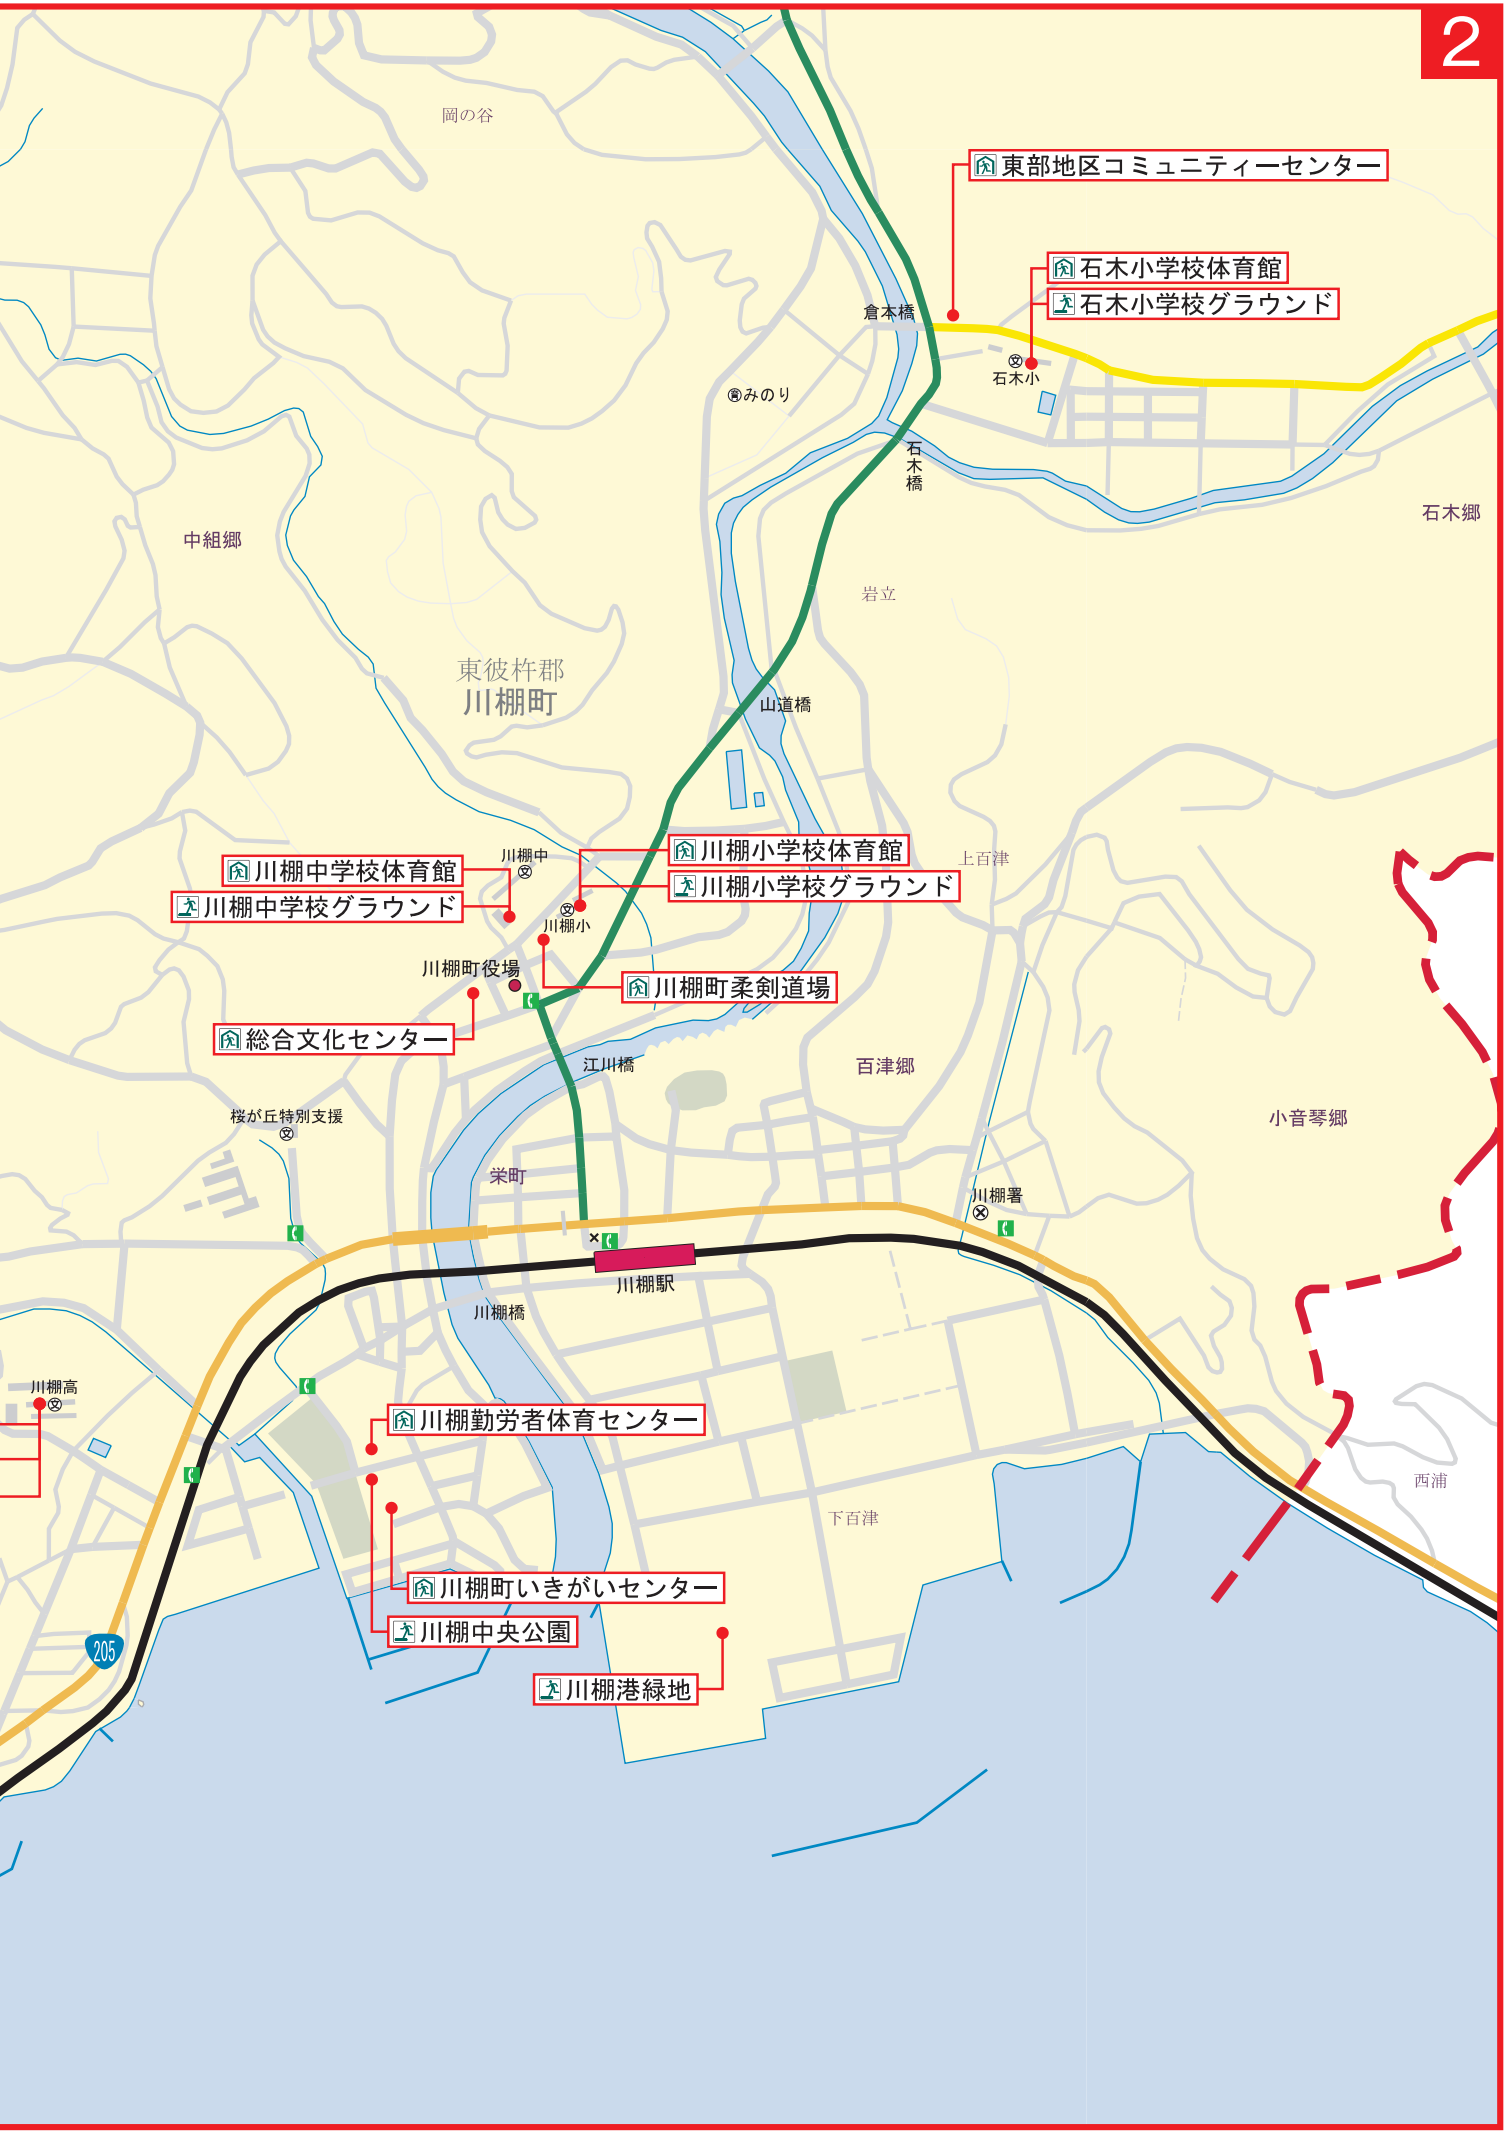 2
岡の谷
東部地区コミュニティーセンター
石木小学校体育館
石木小学校グラウンド
倉本橋
文
石木小
育みのり
石木橋
石木郷
中組郷
岩立
東彼杵郡
川棚町
山道橋
川棚小学校体育館
川棚中
文
上百津
川棚中学校体育館
川棚小学校グラウンド
川棚中学校グラウンド
文
川棚小
川棚町役場
川棚町柔剣道場
総合文化センター
江川橋
百津郷
桜が丘特別支援
文
小音琴郷
栄町
川棚署
川棚駅
川棚橋
川棚高
文
川棚勤労者体育センター
西浦
下百津
川棚町いきがいセンター
川棚中央公園
205
川棚港緑地